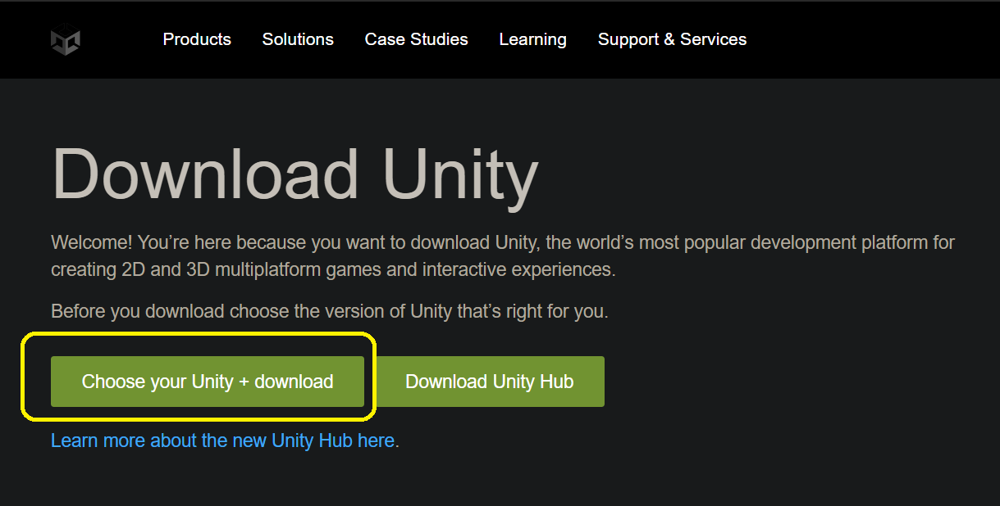 Products Solutions Case Studies Learning Support & Services
Download Unity
Welcome! You’re here because you want to download Unity, the world’s most popular development platform for
creating 2D and 3D multiplatform games and interactive experiences.
Before you download choose the version of Unity that’s right for you.
Choose your Unity + download Download Unity Hub
Learn more about the new Unity Hub here.